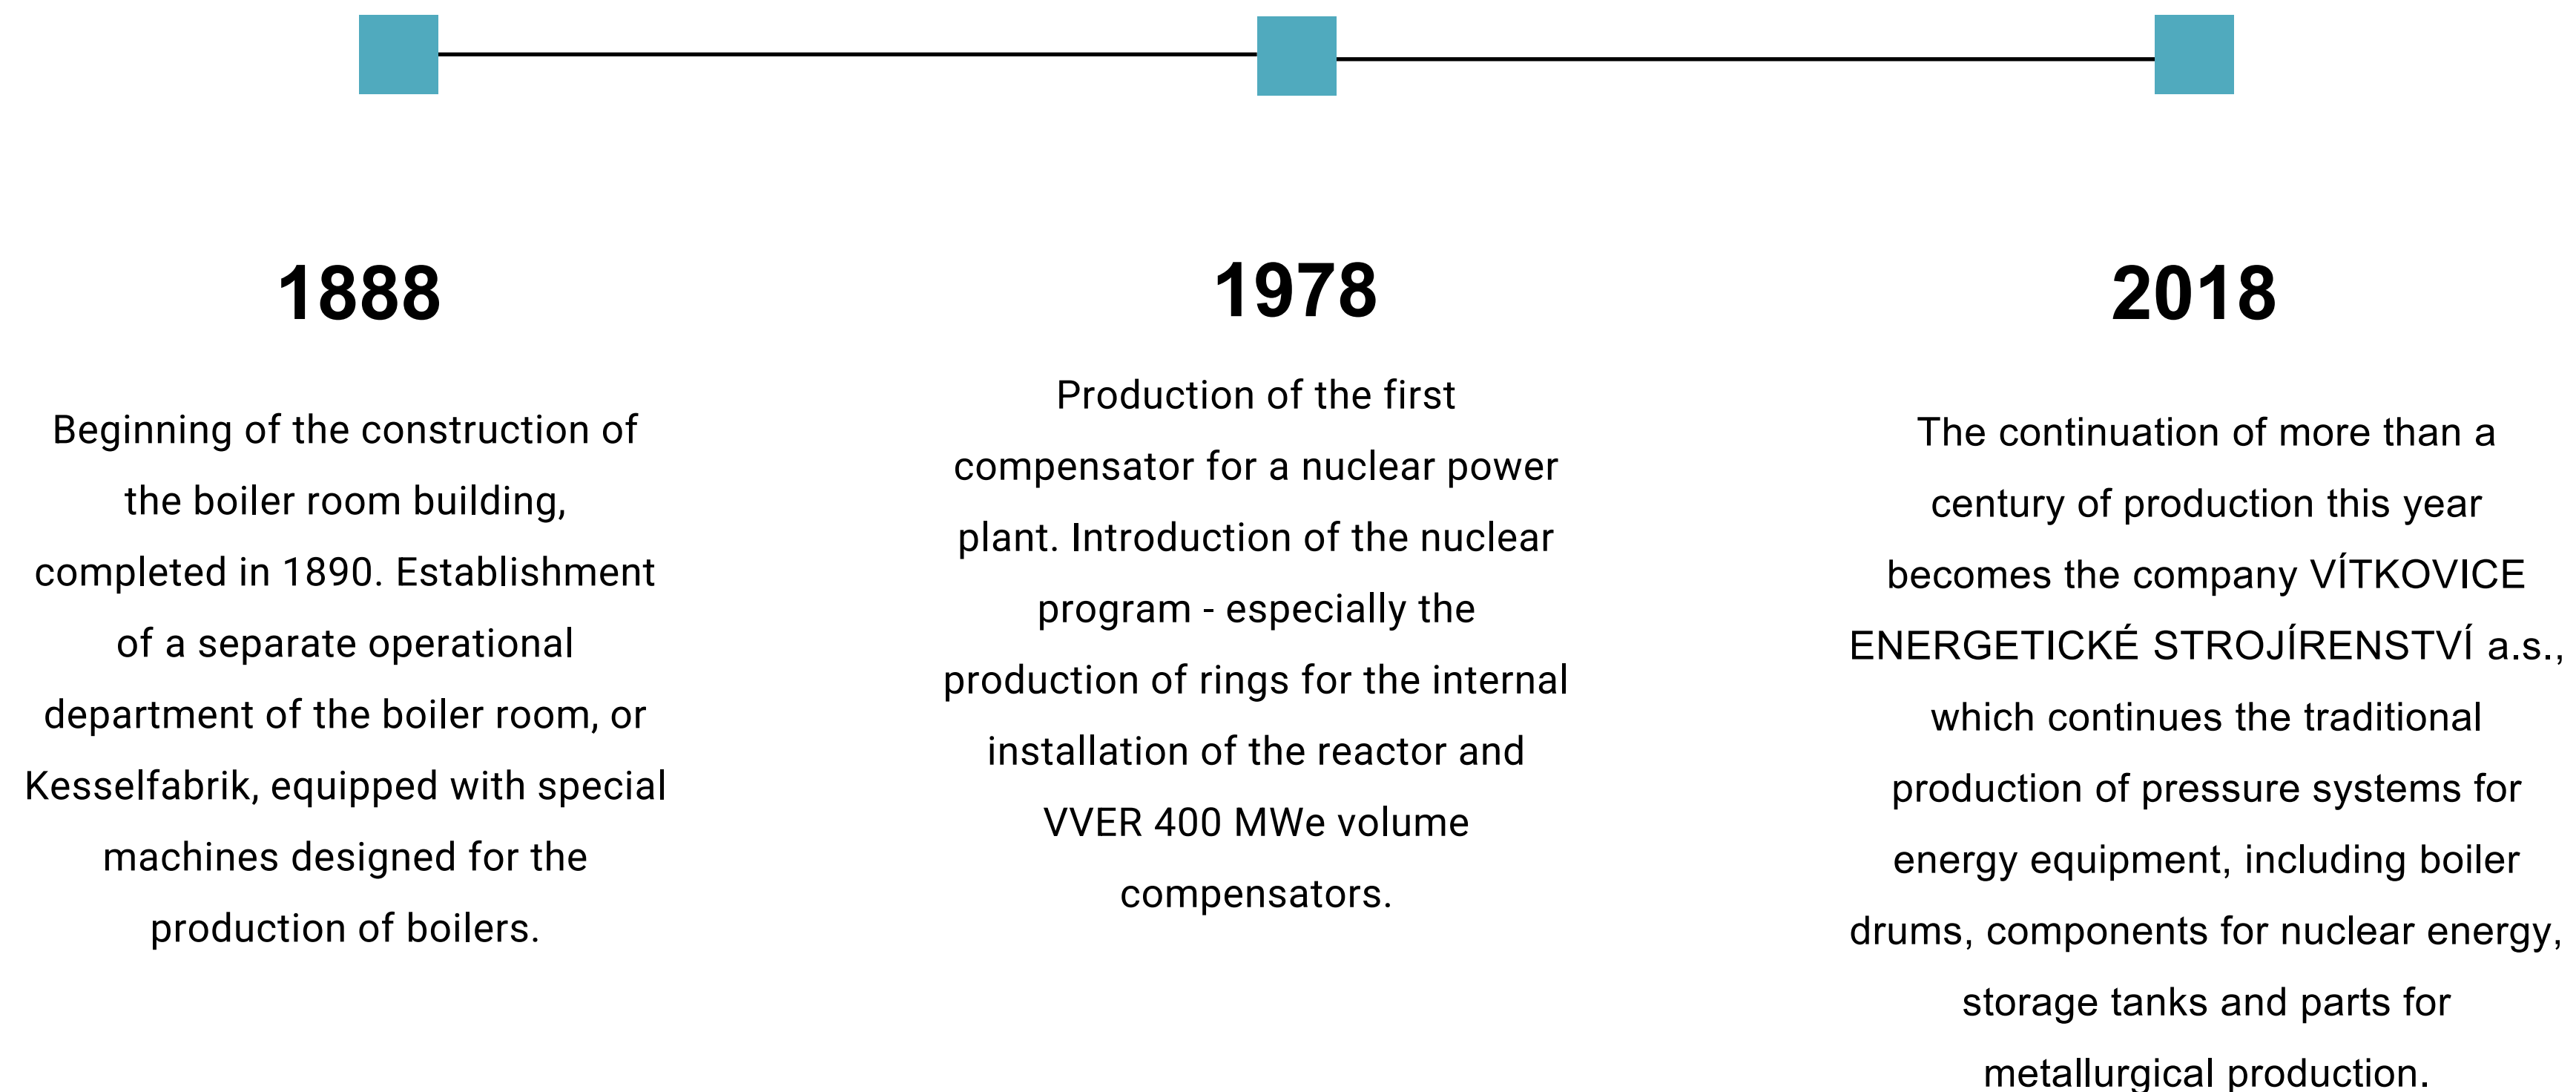 1888
Beginning of the construction of
the boiler room building,
completed in 1890. Establishment
of a separate operational
department of the boiler room, or
Kesselfabrik, equipped with special
machines designed for the
production of boilers.
1978
Production of the first
compensator for a nuclear power
plant. Introduction of the nuclear
program - especially the
production of rings for the internal
installation of the reactor and
VVER 400 MWe volume
compensators.
2018
The continuation of more than a
century of production this year
becomes the company VÍTKOVICE
ENERGETICKÉ STROJÍRENSTVÍ a.s.,
which continues the traditional
production of pressure systems for
energy equipment, including boiler
drums, components for nuclear energy,
storage tanks and parts for
metallurgical production.